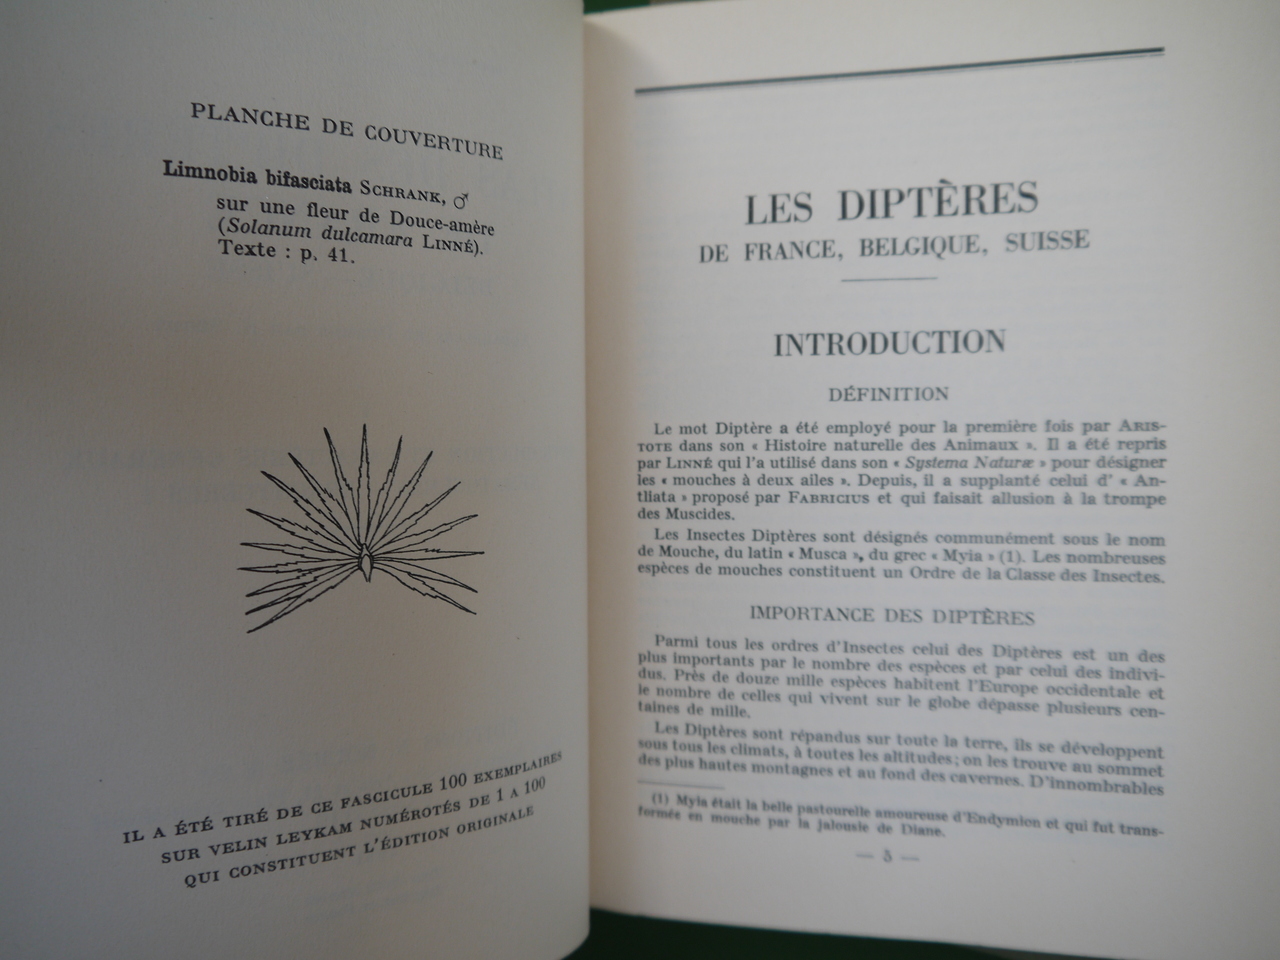 PLANCHE DE COUVERTURE
Limnobia bifasciata SCHRANK, ♂
sur une fleur de Douce-amère
(Solanum dulcamara LINNÉ).
Texte : p. 41.
IL A ÉTÉ TIRÉ DE CE FASCICULE 100 EXEMPLAIRES
SUR VELIN LEYKAM NUMÉROTÉS DE 1 A 100
QUI CONSTITUENT L'ÉDITION ORIGINALE
LES DIPTÈRES
DE FRANCE, BELGIQUE, SUISSE
INTRODUCTION
DÉFINITION
Le mot Diptère a été employé pour la première fois par ARIS-
TOTE dans son « Histoire naturelle des Animaux ». Il a été repris
par LINNÉ qui l'a utilisé dans son « Systema Naturæ » pour désigner
les « mouches à deux ailes ». Depuis, il a supplanté celui d' « An-
tliata » proposé par FABRICIUS et qui faisait allusion à la trompe
des Muscides.
Les Insectes Diptères sont désignés communément sous le nom
de Mouche, du latin « Musca », du grec « Myia » (1). Les nombreuses
espèces de mouches constituent un Ordre de la Classe des Insectes.
IMPORTANCE DES DIPTÈRES
Parmi tous les ordres d'Insectes celui des Diptères est un des
plus importants par le nombre des espèces et par celui des indivi-
dus. Près de douze mille espèces habitent l'Europe occidentale et
le nombre de celles qui vivent sur le globe dépasse plusieurs cen-
taines de mille.
Les Diptères sont répandus sur toute la terre, ils se développent
sous tous les climats, à toutes les altitudes ; on les trouve au sommet
des plus hautes montagnes et au fond des cavernes. D'innombrables
(1) Myia était la belle pastourelle amoureuse d'Endymion et qui fut trans-
formée en mouche par la jalousie de Diane.
— 5 —